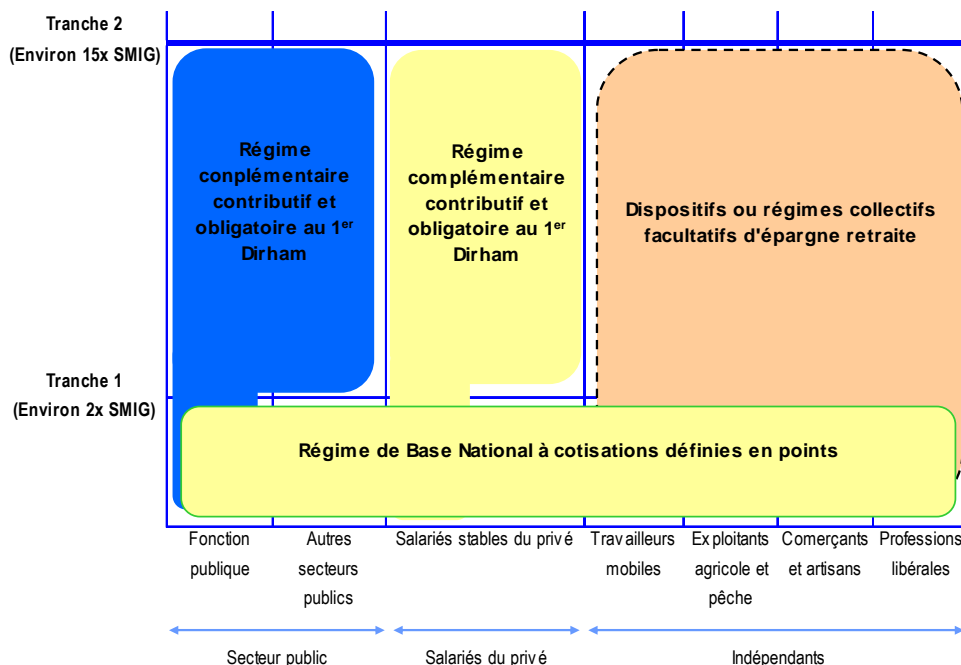 Tranche 2
(Environ 15x SMIG)
Régime
conplémentaire
contributif et
obligatoire au 1er
Dirham
Régime
complémentaire
contributif et
obligatoire au 1er
Dirham
Dispositifs ou régimes collectifs
facultatifs d'épargne retraite
Tranche 1
(Environ 2x SMIG)
Régime de Base National à cotisations définies en points
Fonction
publique
Autres
secteurs
publics
Salariés stables du privé
Travailleurs
mobiles
Exploitants
agricole et
pêche
Comerçants
et artisans
Professions
libérales
Secteur public
Salariés du privé
Indépendants